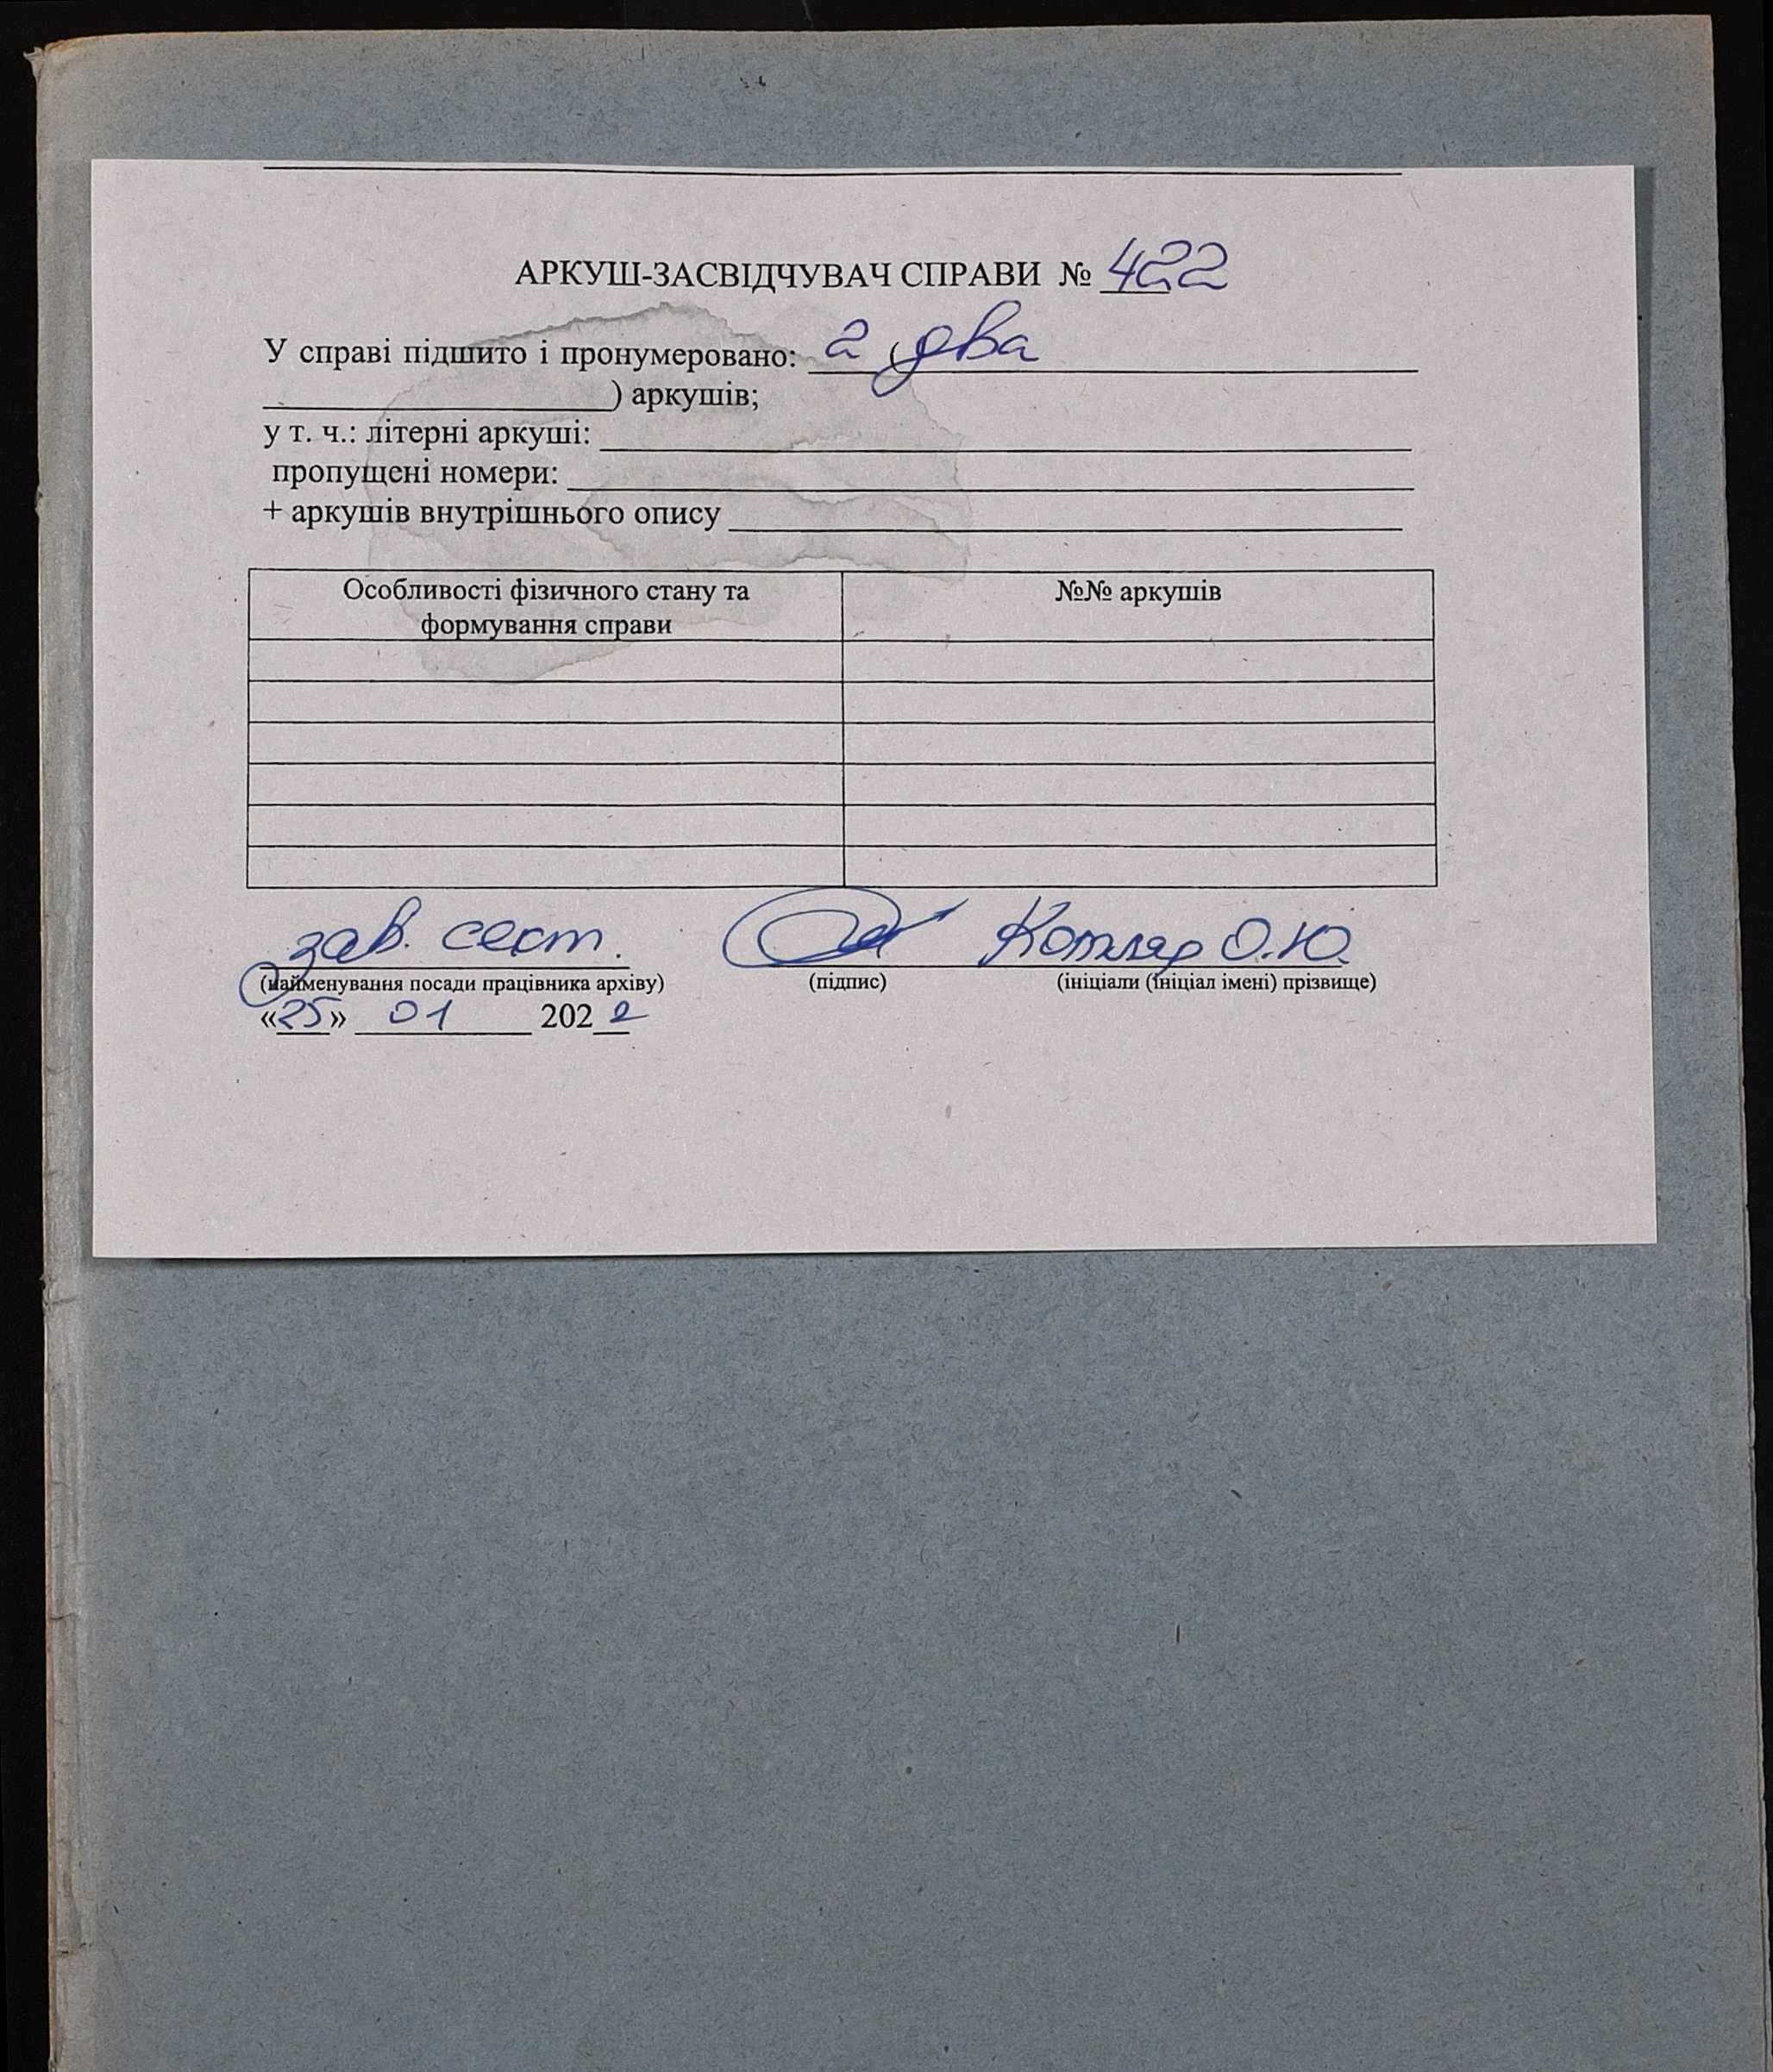 АРКУШ-ЗАСВІДЧУВАЧ СПРАВИ № 422
У справі підшито і пронумеровано: 2 (два
) аркушів;
у т. ч.: літерні аркуші:
пропущені номери:
+ аркушів внутрішнього опису
Особливості фізичного стану та формування справи №№ аркушів
зав. сект. Котляр О.Ю.
(найменування посади працівника архіву) (підпис) (ініціали (ініціал імені) прізвище)
«25» 01 2022